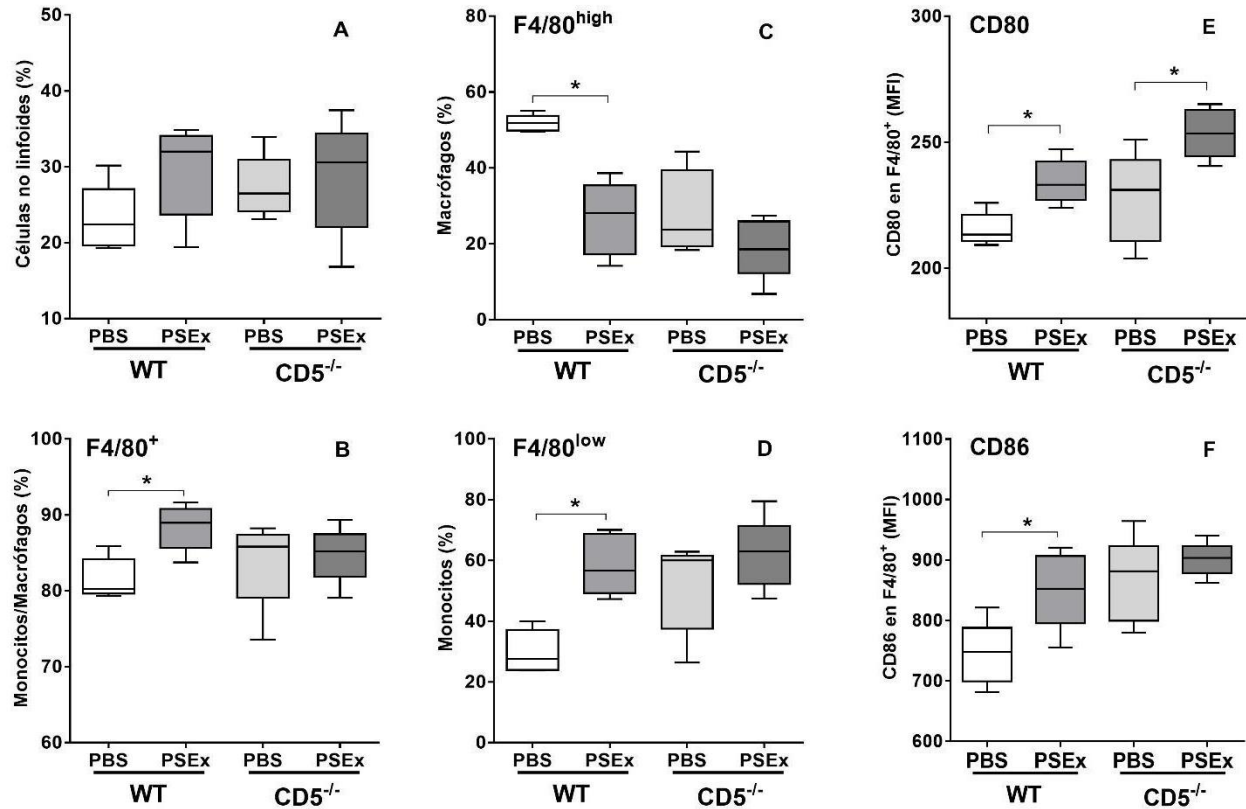 A
Células no linfoides (%)
50
40
30
20
10
PBS PSEx PBS PSEx
WT CD5-/-
F4/80high
C
*
Macrófagos (%)
80
60
40
20
0
PBS PSEx PBS PSEx
WT CD5-/-
CD80
E
*
*
CD80 en F4/80+ (MFI)
300
250
200
PBS PSEx PBS PSEx
WT CD5-/-
F4/80+
B
*
Monocitos/Macrófagos (%)
100
90
80
70
60
PBS PSEx PBS PSEx
WT CD5-/-
F4/80low
D
*
Monocitos (%)
100
80
60
40
20
0
PBS PSEx PBS PSEx
WT CD5-/-
CD86
F
*
CD86 en F4/80+ (MFI)
1100
1000
900
800
700
600
PBS PSEx PBS PSEx
WT CD5-/-